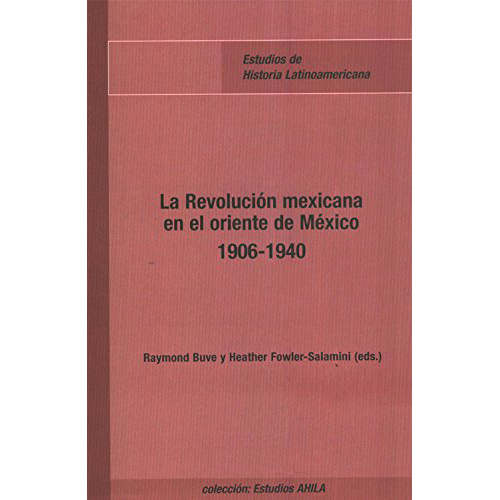 Estudios de
Historia Latinoamericana
La Revolución mexicana
en el oriente de México
1906-1940
Raymond Buve y Heather Fowler-Salamini (eds.)
colección: Estudios AHILA